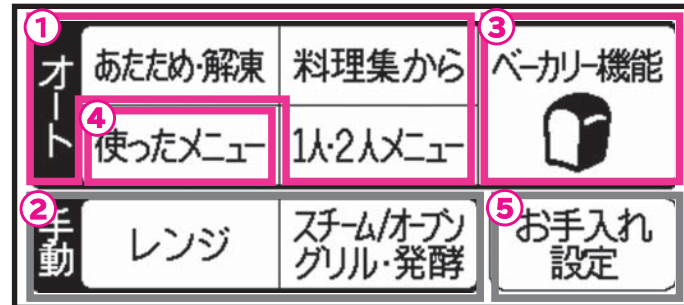 ①
オート
あたため・解凍
料理集から
③
ベーカリー機能
④
使ったメニュー
1人・2人メニュー
②
手動
レンジ
スチーム/オーブン
グリル・発酵
⑤
お手入れ
設定